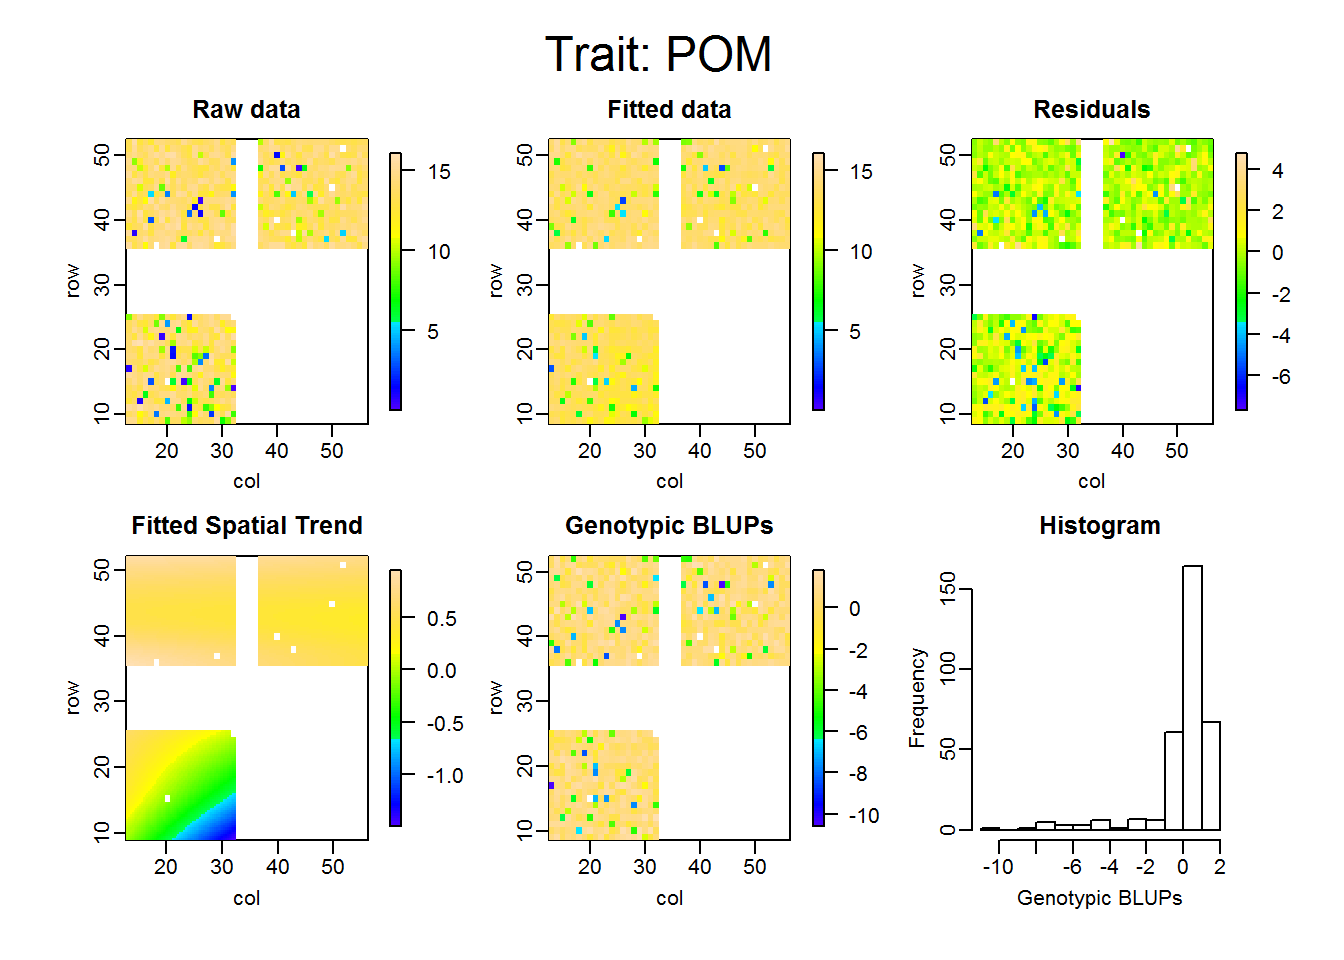 Trait: POM
Raw data
Fitted data
Residuals
50
40
30
20
10
row
20 30 40 50
col
15
10
5
50
40
30
20
10
row
20 30 40 50
col
15
10
5
50
40
30
20
10
row
20 30 40 50
col
4
2
0
-2
-4
-6
Fitted Spatial Trend
Genotypic BLUPs
Histogram
50
40
30
20
10
row
20 30 40 50
col
0.5
0.0
-0.5
-1.0
50
40
30
20
10
row
20 30 40 50
col
0
-2
-4
-6
-8
-10
150
100
50
0
Frequency
-10 -6 -4 -2 0 2
Genotypic BLUPs